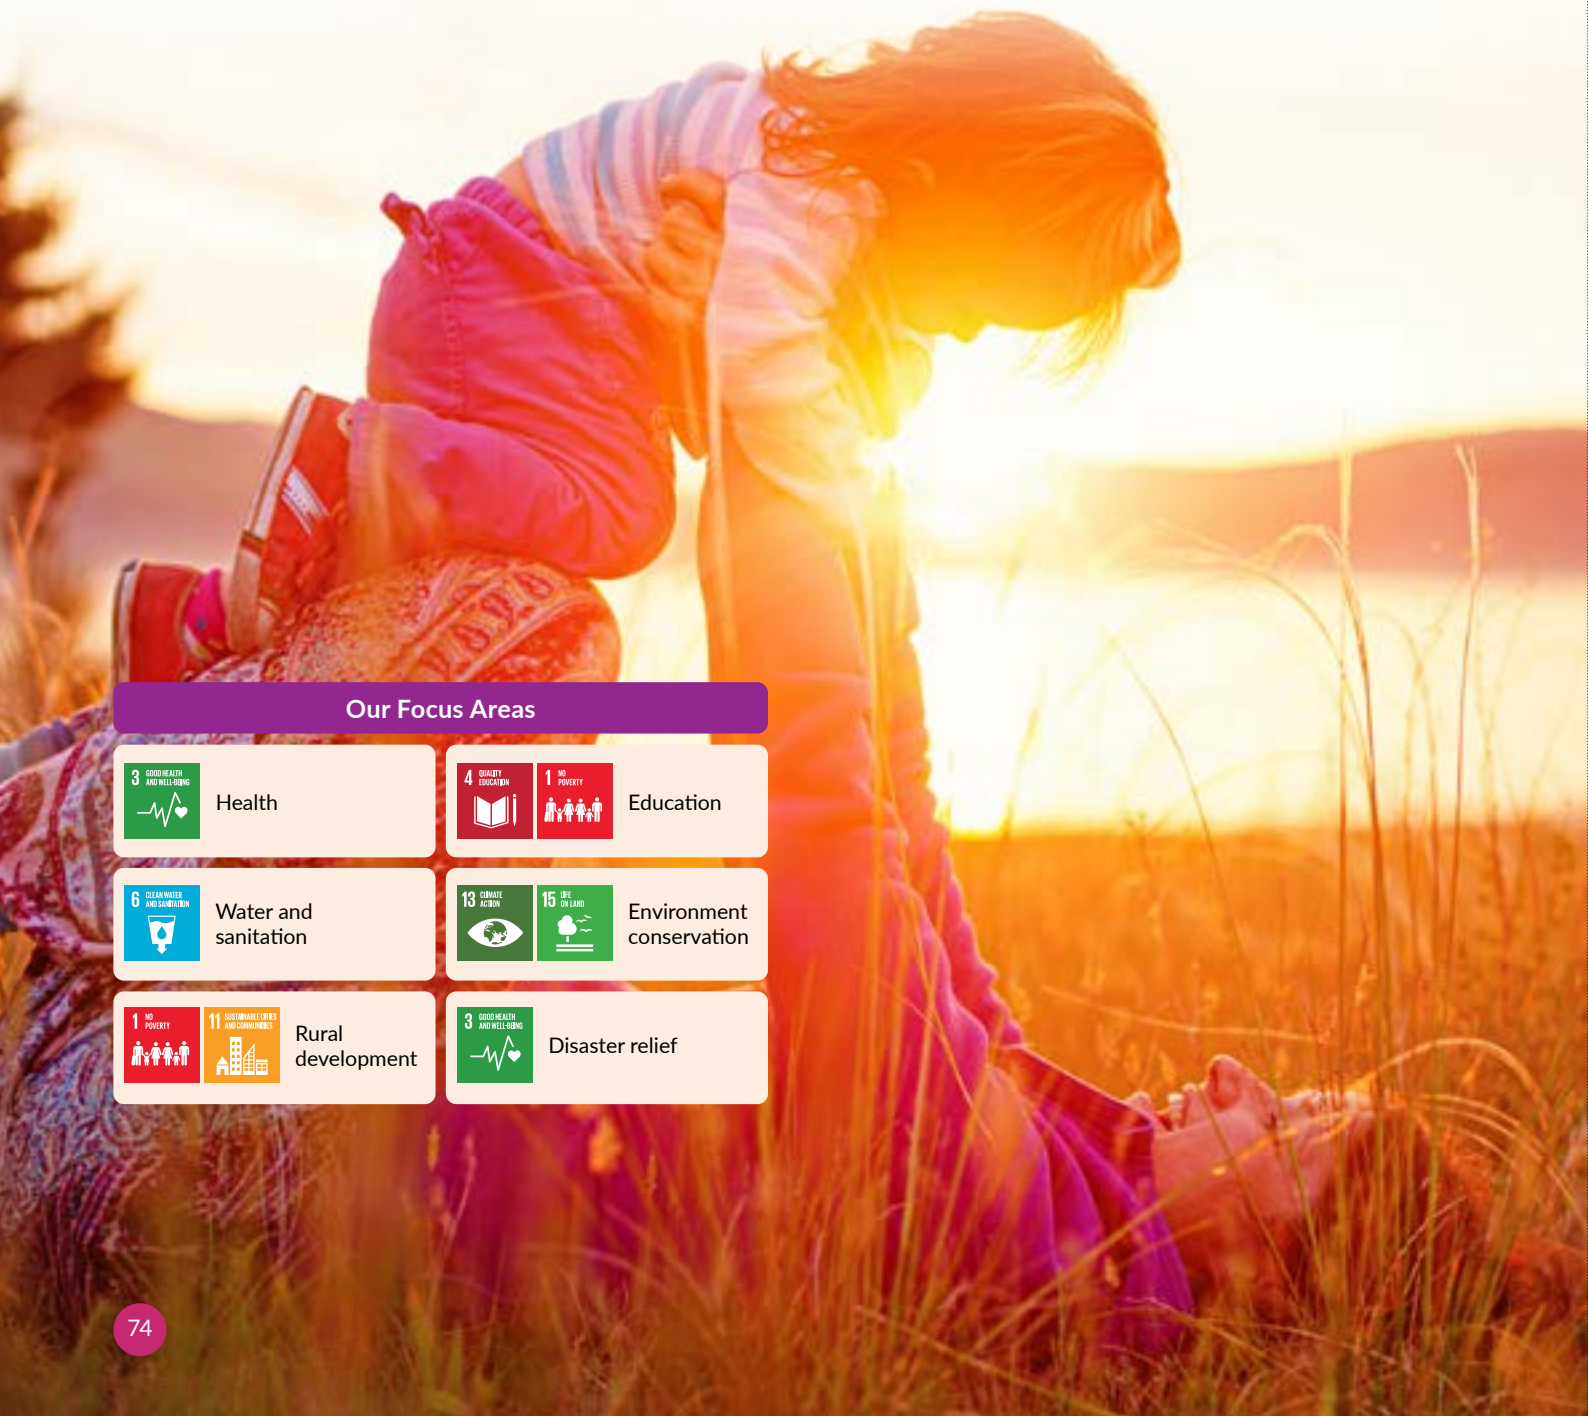 Our Focus Areas
3 GOOD HEALTH
AND WELL-BEING
Health
4 QUALITY
EDUCATION
1 NO
POVERTY
Education
6 CLEAN WATER
AND SANITATION
Water and
sanitation
13 CLIMATE
ACTION
15 LIFE
ON LAND
Environment
conservation
1 NO
POVERTY
11 SUSTAINABLE CITIES
AND COMMUNITIES
Rural
development
3 GOOD HEALTH
AND WELL-BEING
Disaster relief
74